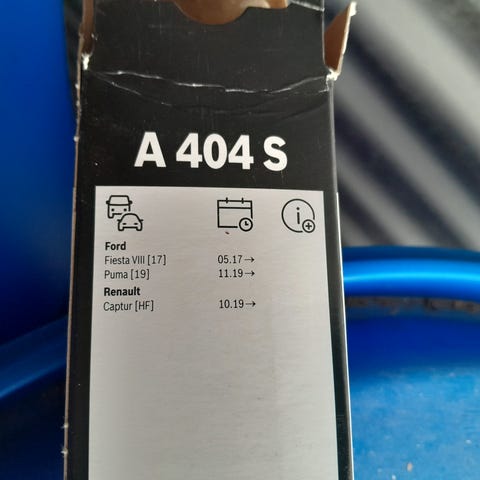 A 404 S
Ford
Fiesta VIII [17] 05.17→
Puma [19] 11.19→
Renault
Captur [HF] 10.19→